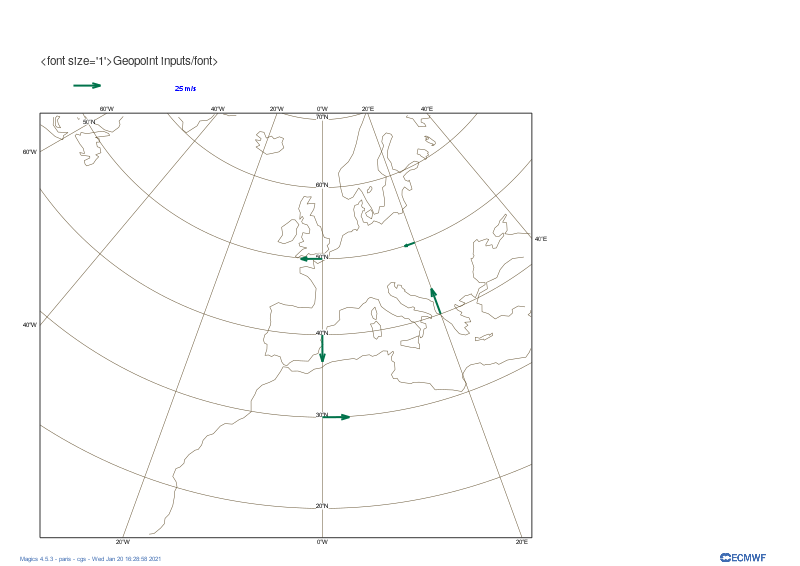 <font size='1'>Geopoint Inputs/font>
25 m/s
60°W 40°W 20°W 0°W 20°E 40°E
70°N
50°N
60°W
60°N
40°E
50°N
40°W
40°N
30°N
20°N
20°W 0°W 20°E
Magics 4.5.3 - paris - cgs - Wed Jan 20 16:28:58 2021
ECMWF